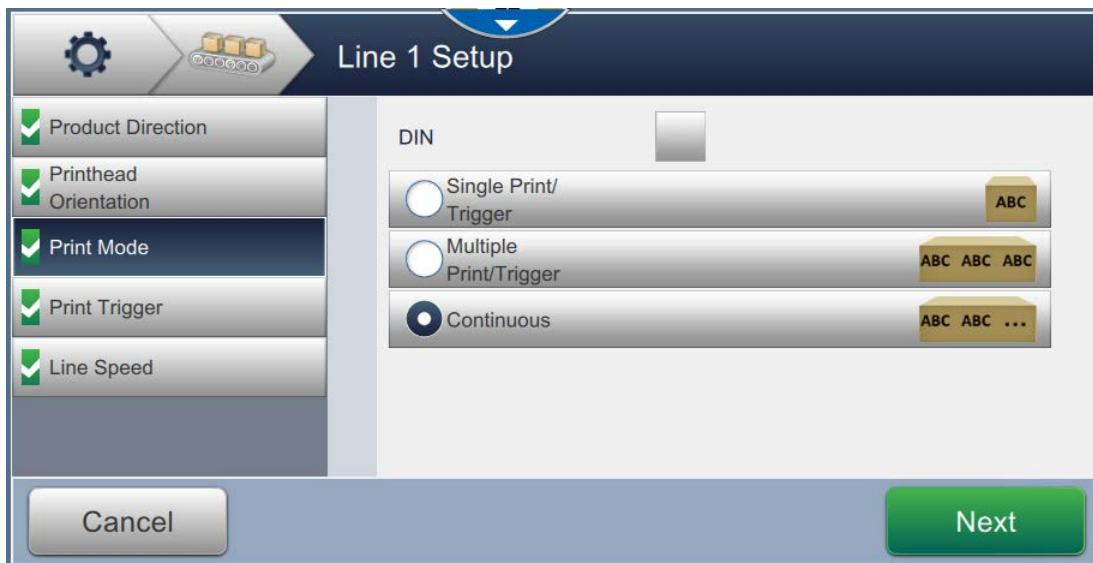 Line 1 Setup
Product Direction
Printhead
Orientation
Print Mode
Print Trigger
Line Speed
DIN
Single Print/
Trigger
ABC
Multiple
Print/Trigger
ABC ABC ABC
Continuous
ABC ABC ...
Cancel
Next